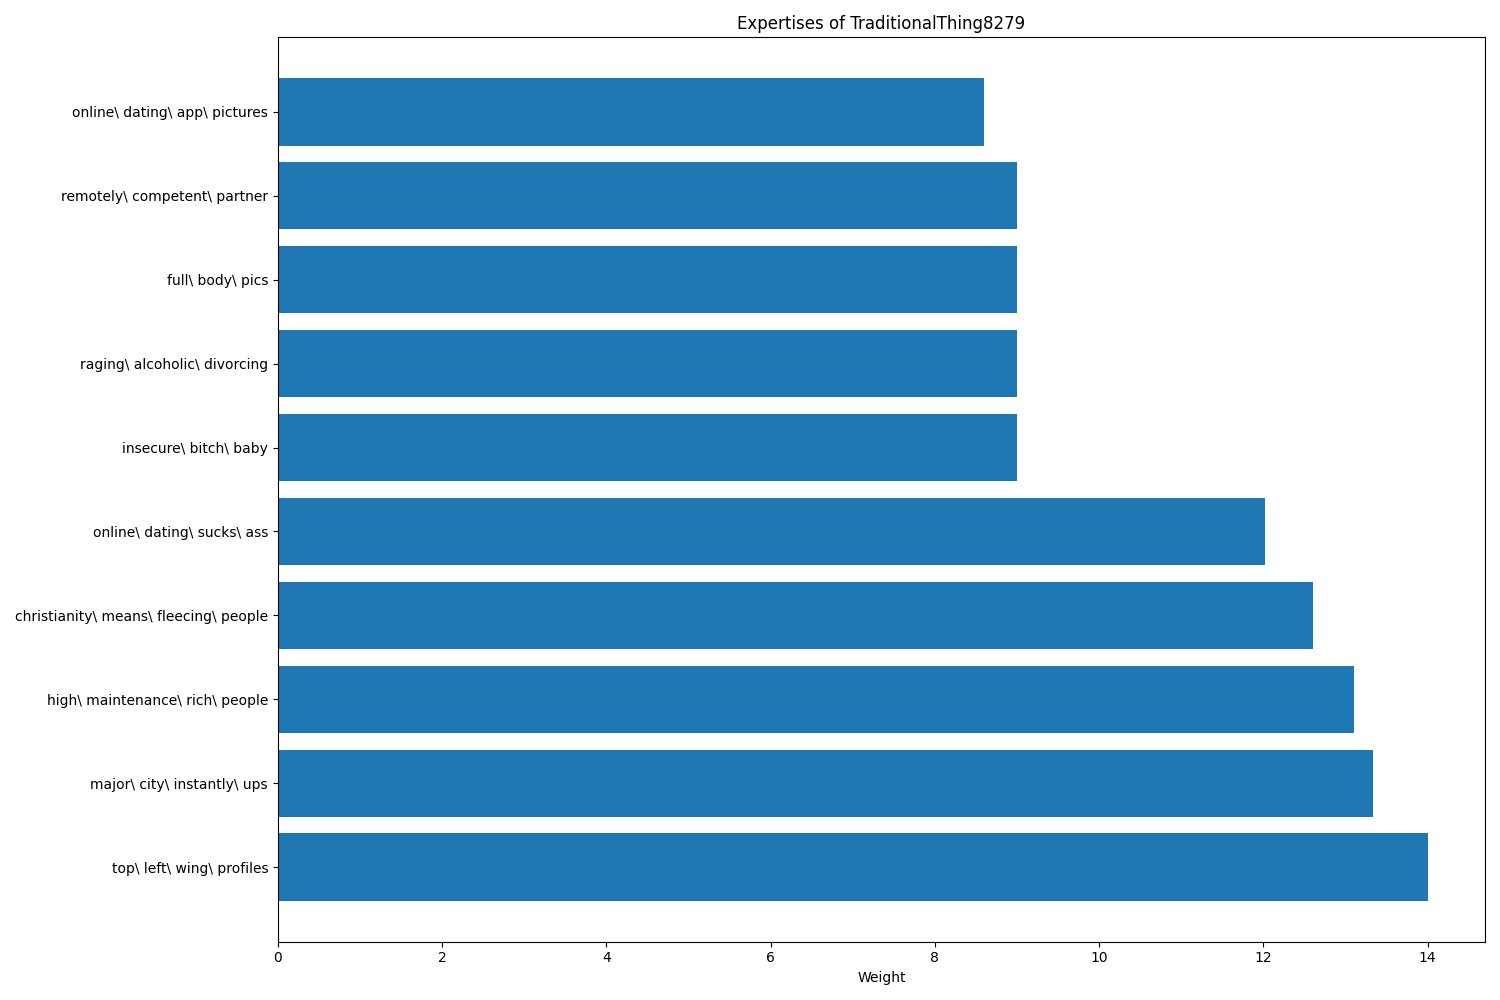 Expertises of TraditionalThing8279
online\ dating\ app\ pictures
remotely\ competent\ partner
full\ body\ pics
raging\ alcoholic\ divorcing
insecure\ bitch\ baby
online\ dating\ sucks\ ass
christianity\ means\ fleecing\ people
high\ maintenance\ rich\ people
major\ city\ instantly\ ups
top\ left\ wing\ profiles
0 2 4 6 8 10 12 14
Weight